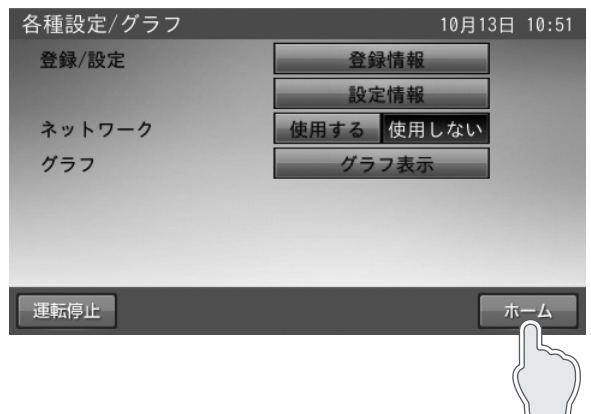 各種設定/グラフ 10月13日 10:51
登録/設定 登録情報
設定情報
ネットワーク 使用する 使用しない
グラフ グラフ表示
運転停止 ホーム